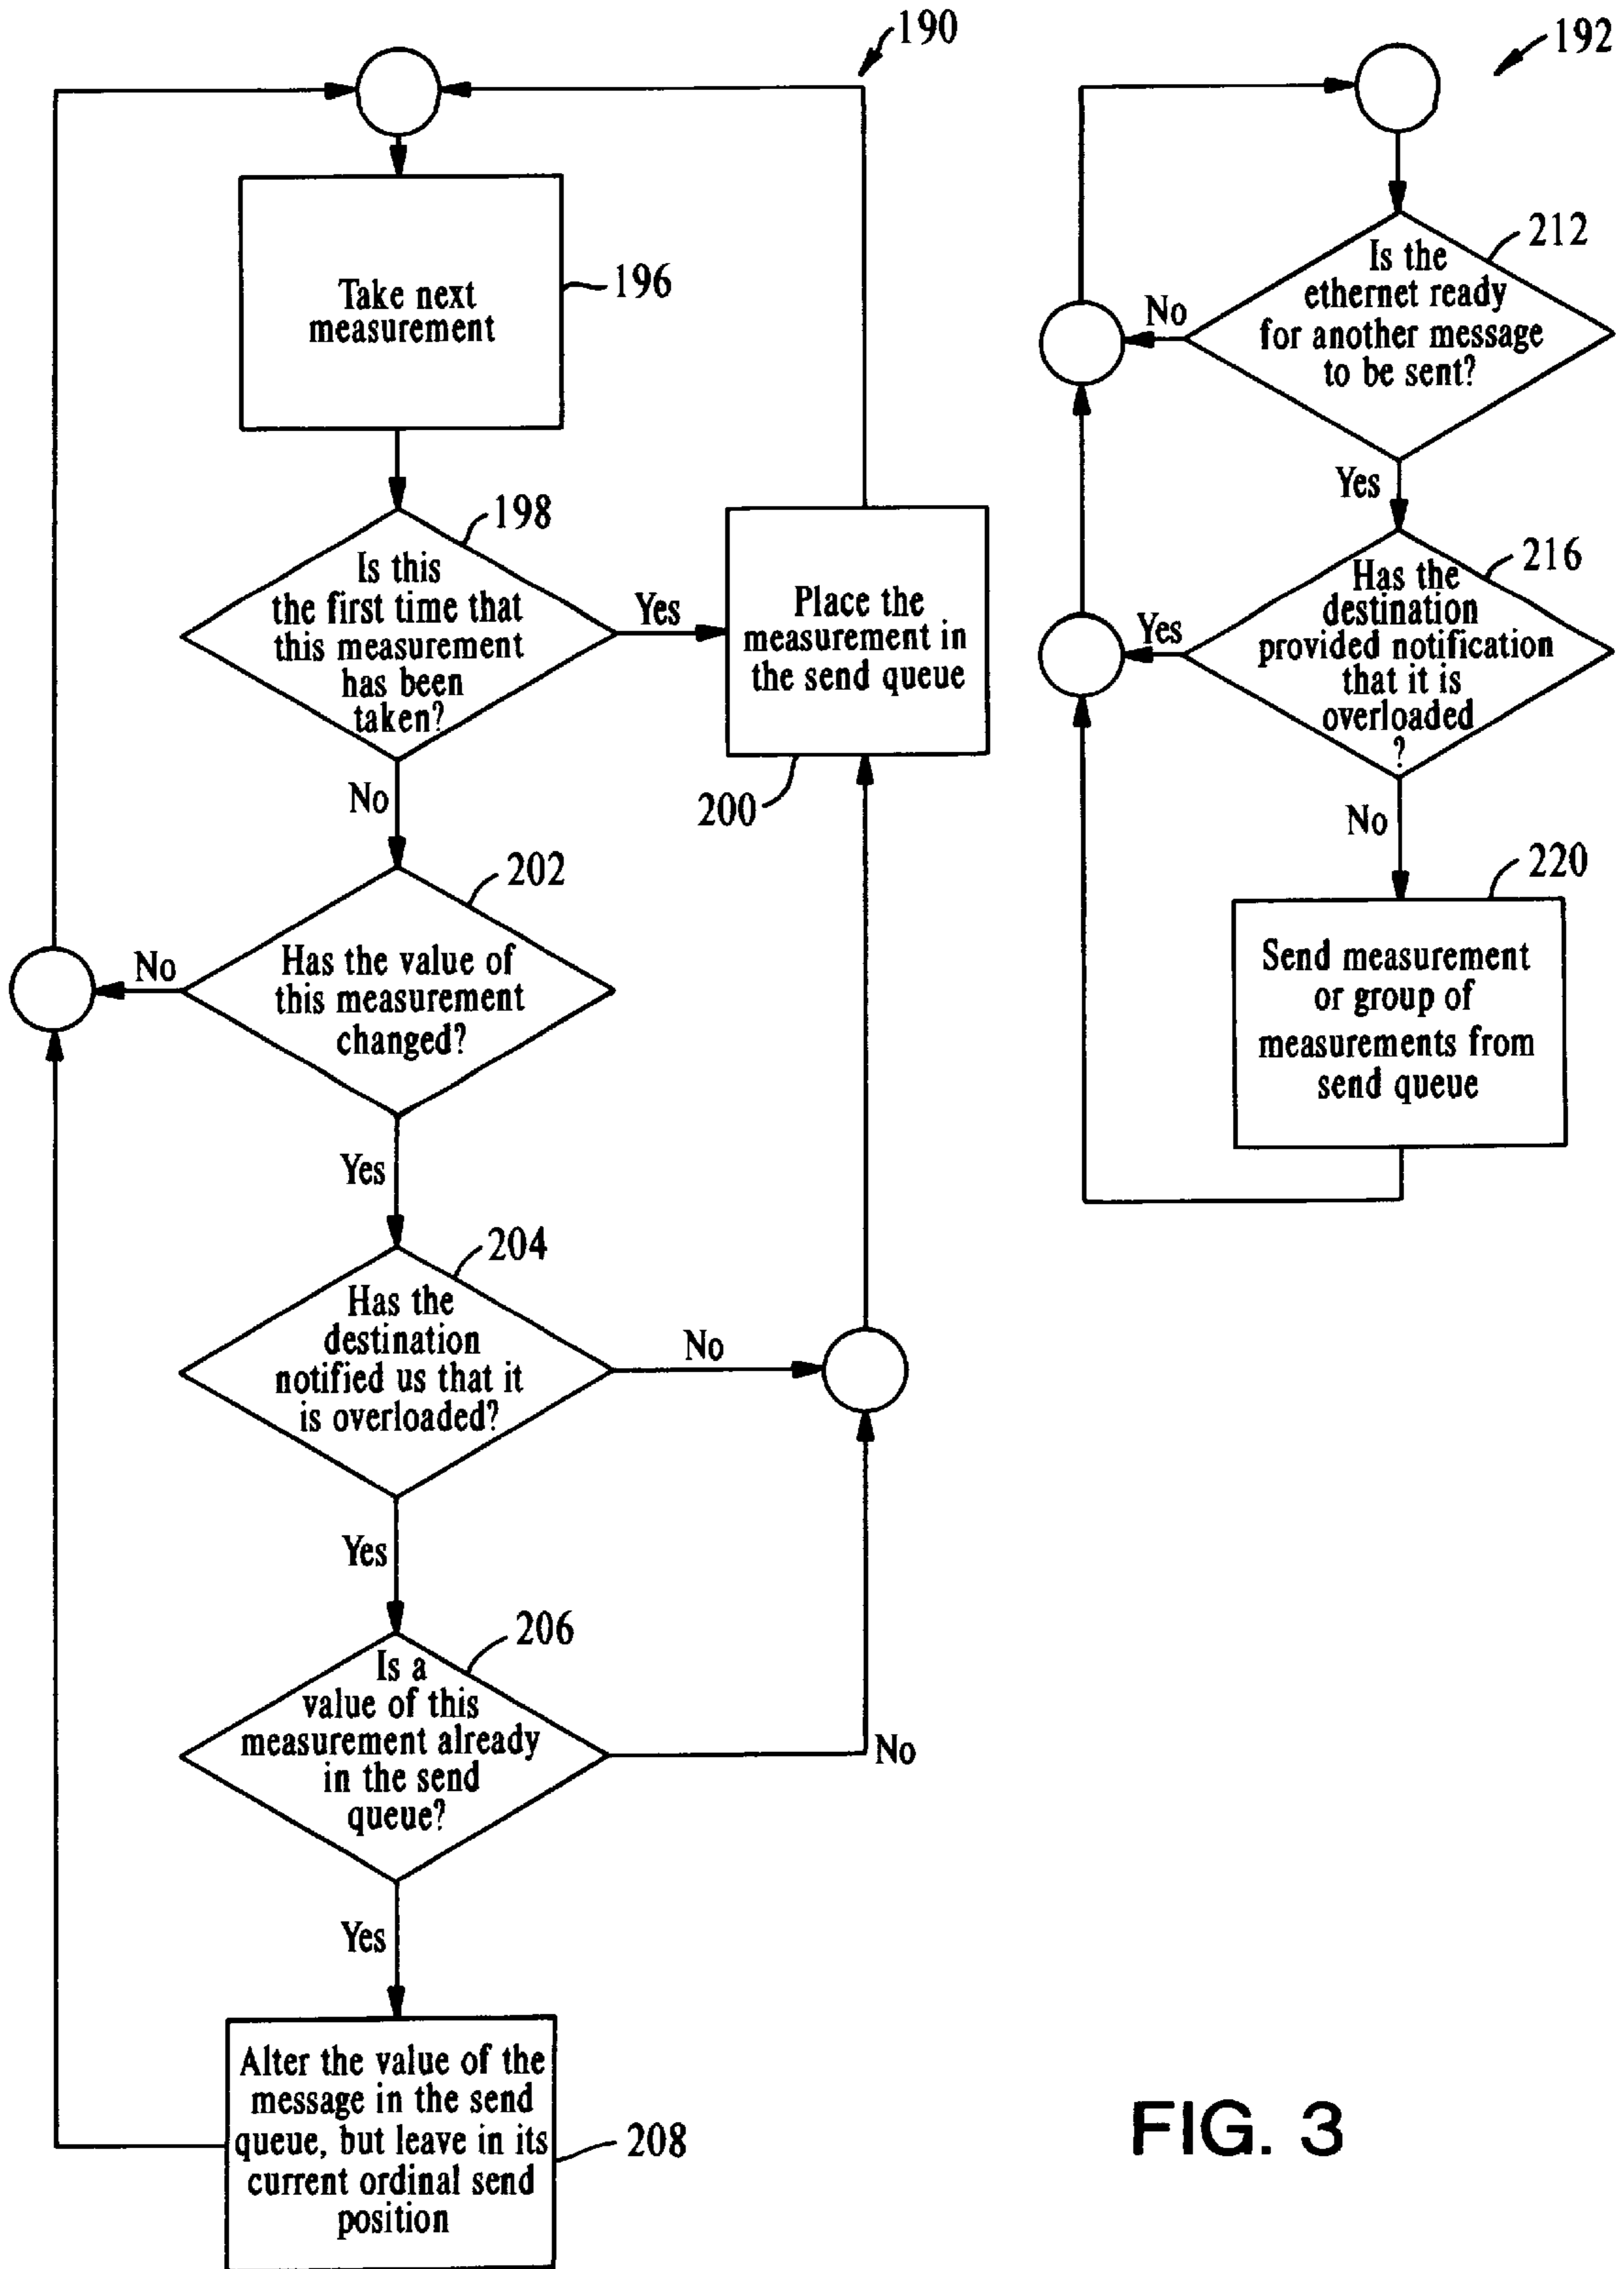 190
Take next
measurement
196
198
Is this
the first time that
this measurement
has been
taken?
Yes
Place the
measurement in
the send queue
200
No
202
Has the value of
this measurement
changed?
No
Yes
204
Has the
destination
notified us that it
is overloaded?
No
Yes
206
Is a
value of this
measurement already
in the send
queue?
No
Yes
Alter the value of the
message in the send
queue, but leave in its
current ordinal send
position
208
192
212
Is the
ethernet ready
for another message
to be sent?
No
Yes
216
Has the
destination
provided notification
that it is
overloaded
?
Yes
No
220
Send measurement
or group of
measurements from
send queue
FIG. 3